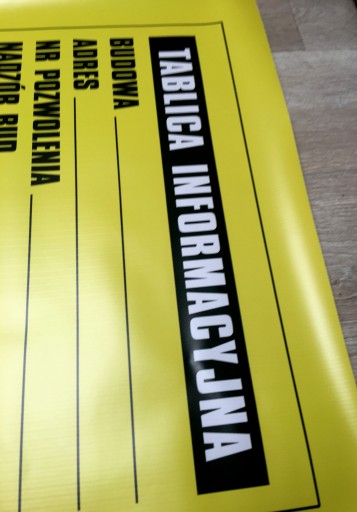 TABLICA INFORMACYJNA
BUDOWA
ADRES
NR POZWOLENIA
NADZÓR BUD